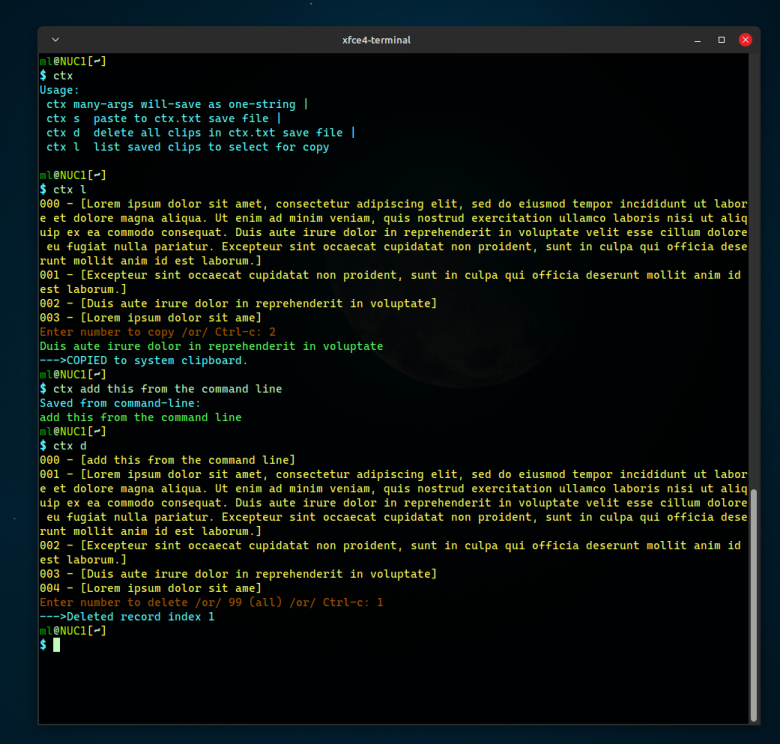 xfce4-terminal
ml@NUC1[~]
$ ctx
Usage:
 ctx many-args will-save as one-string |
 ctx s  paste to ctx.txt save file |
 ctx d  delete all clips in ctx.txt save file |
 ctx l  list saved clips to select for copy
ml@NUC1[~]
$ ctx l
000 - [Lorem ipsum dolor sit amet, consectetur adipiscing elit, sed do eiusmod tempor incididunt ut labor
e et dolore magna aliqua. Ut enim ad minim veniam, quis nostrud exercitation ullamco laboris nisi ut aliq
uip ex ea commodo consequat. Duis aute irure dolor in reprehenderit in voluptate velit esse cillum dolore
 eu fugiat nulla pariatur. Excepteur sint occaecat cupidatat non proident, sunt in culpa qui officia dese
runt mollit anim id est laborum.]
001 - [Excepteur sint occaecat cupidatat non proident, sunt in culpa qui officia deserunt mollit anim id
est laborum.]
002 - [Duis aute irure dolor in reprehenderit in voluptate]
003 - [Lorem ipsum dolor sit ame]
Enter number to copy /or/ Ctrl-c: 2
Duis aute irure dolor in reprehenderit in voluptate
--->COPIED to system clipboard.
ml@NUC1[~]
$ ctx add this from the command line
Saved from command-line:
add this from the command line
ml@NUC1[~]
$ ctx d
000 - [add this from the command line]
001 - [Lorem ipsum dolor sit amet, consectetur adipiscing elit, sed do eiusmod tempor incididunt ut labor
e et dolore magna aliqua. Ut enim ad minim veniam, quis nostrud exercitation ullamco laboris nisi ut aliq
uip ex ea commodo consequat. Duis aute irure dolor in reprehenderit in voluptate velit esse cillum dolore
 eu fugiat nulla pariatur. Excepteur sint occaecat cupidatat non proident, sunt in culpa qui officia dese
runt mollit anim id est laborum.]
002 - [Excepteur sint occaecat cupidatat non proident, sunt in culpa qui officia deserunt mollit anim id
est laborum.]
003 - [Duis aute irure dolor in reprehenderit in voluptate]
004 - [Lorem ipsum dolor sit ame]
Enter number to delete /or/ 99 (all) /or/ Ctrl-c: 1
--->Deleted record index 1
ml@NUC1[~]
$